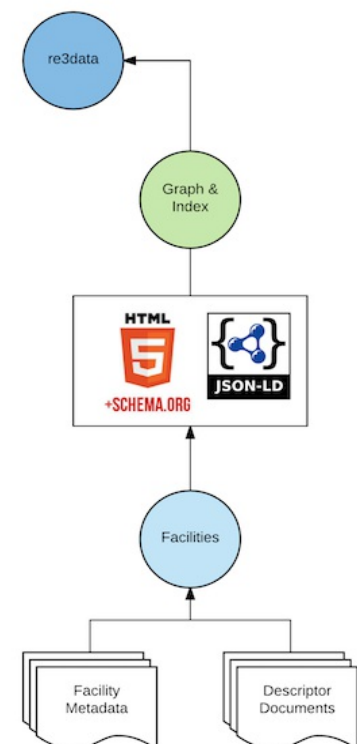 re3data
Graph &
Index
HTML
5
+SCHEMA.ORG
{ }
JSON-LD
Facilities
Facility
Metadata
Descriptor
Documents